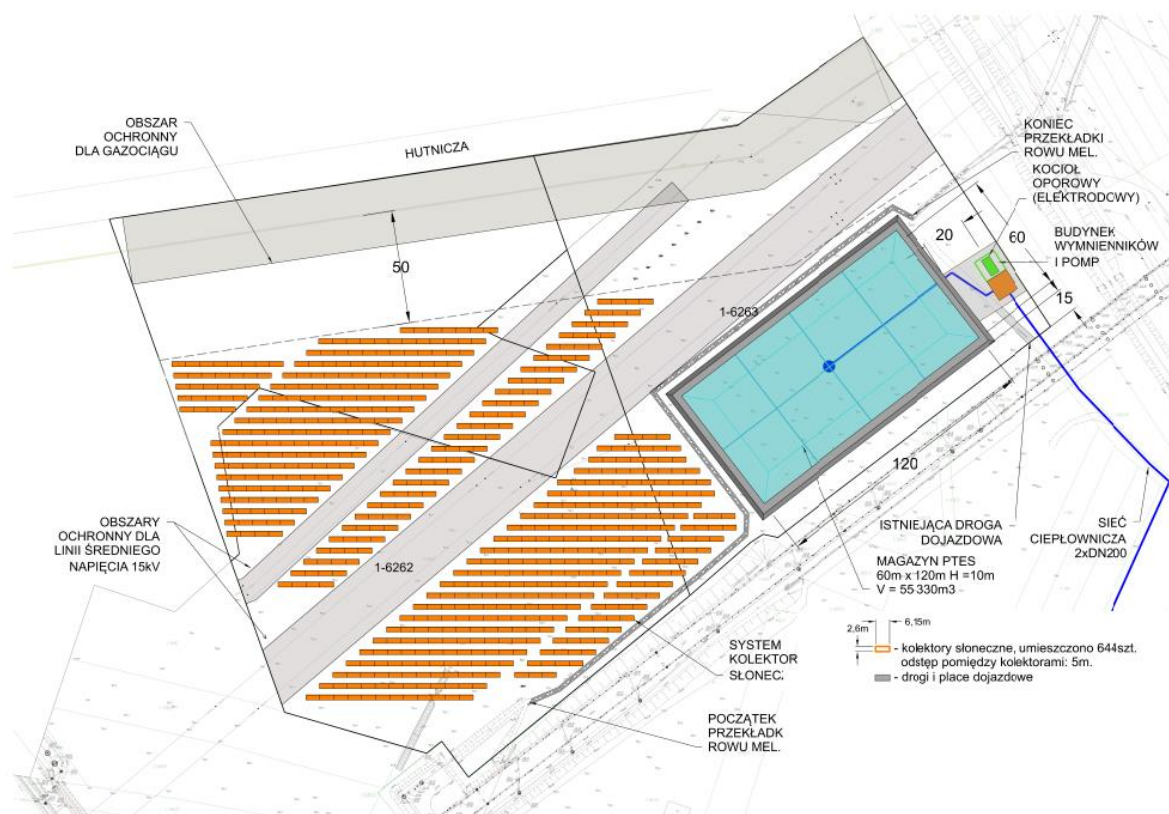 OBSZAR
OCHRONNY
DLA GAZOCIĄGU
HUTNICZA
KONIEC
PRZEKŁADKI
ROWU MEL.
KOCIOŁ
OPOROWY
(ELEKTRODOWY)
BUDYNEK
WYMNIENNIKÓW
I POMP
20
60
15
50
1-6263
120
OBSZARY
OCHRONNY DLA
LINII ŚREDNIEGO
NAPIĘCIA 15kV
1-6262
ISTNIEJĄCA DROGA
DOJAZDOWA
SIEĆ
CIEPŁOWNICZA
2xDN200
MAGAZYN PTES
60m x 120m H =10m
V = 55 330m3
SYSTEM
KOLEKTOR
SŁONECZ
POCZĄTEK
PRZEKŁADK
ROWU MEL.
2,6m
6,15m
- kolektory słoneczne, umieszczono 644szt.
odstęp pomiędzy kolektorami: 5m.
- drogi i place dojazdowe